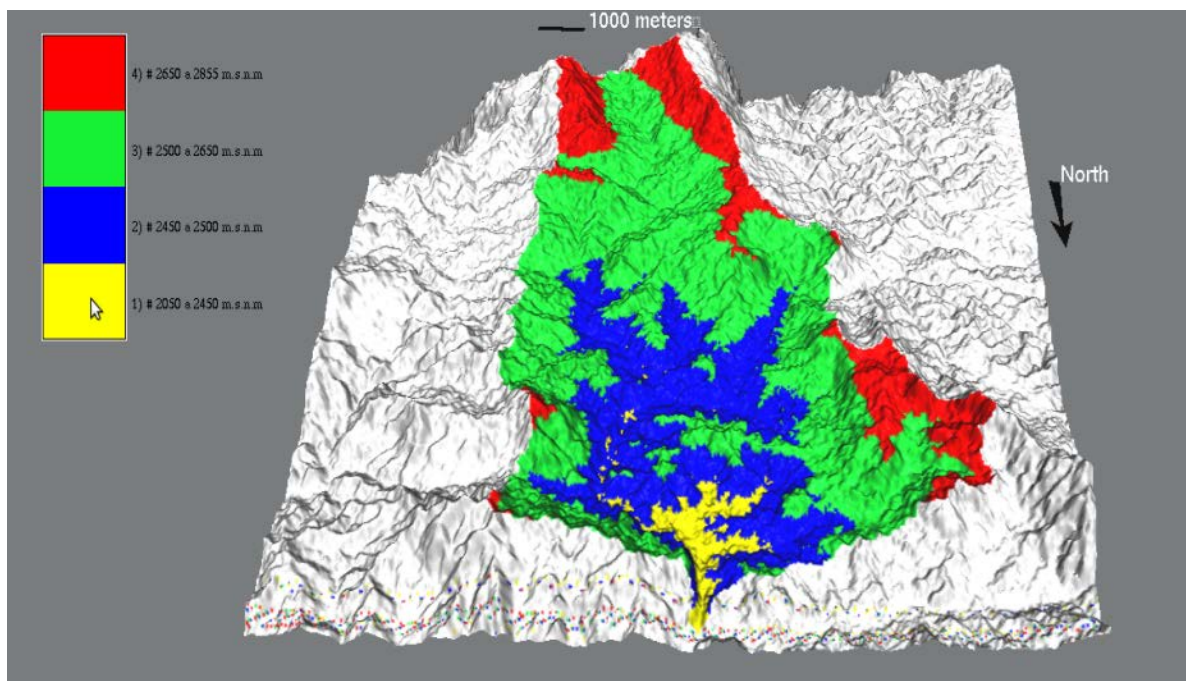 1000 meters
4) # 2650 a 2855 m.s.n.m
3) # 2500 a 2650 m.s.n.m
North
2) # 2450 a 2500 m.s.n.m
1) # 2050 a 2450 m.s.n.m